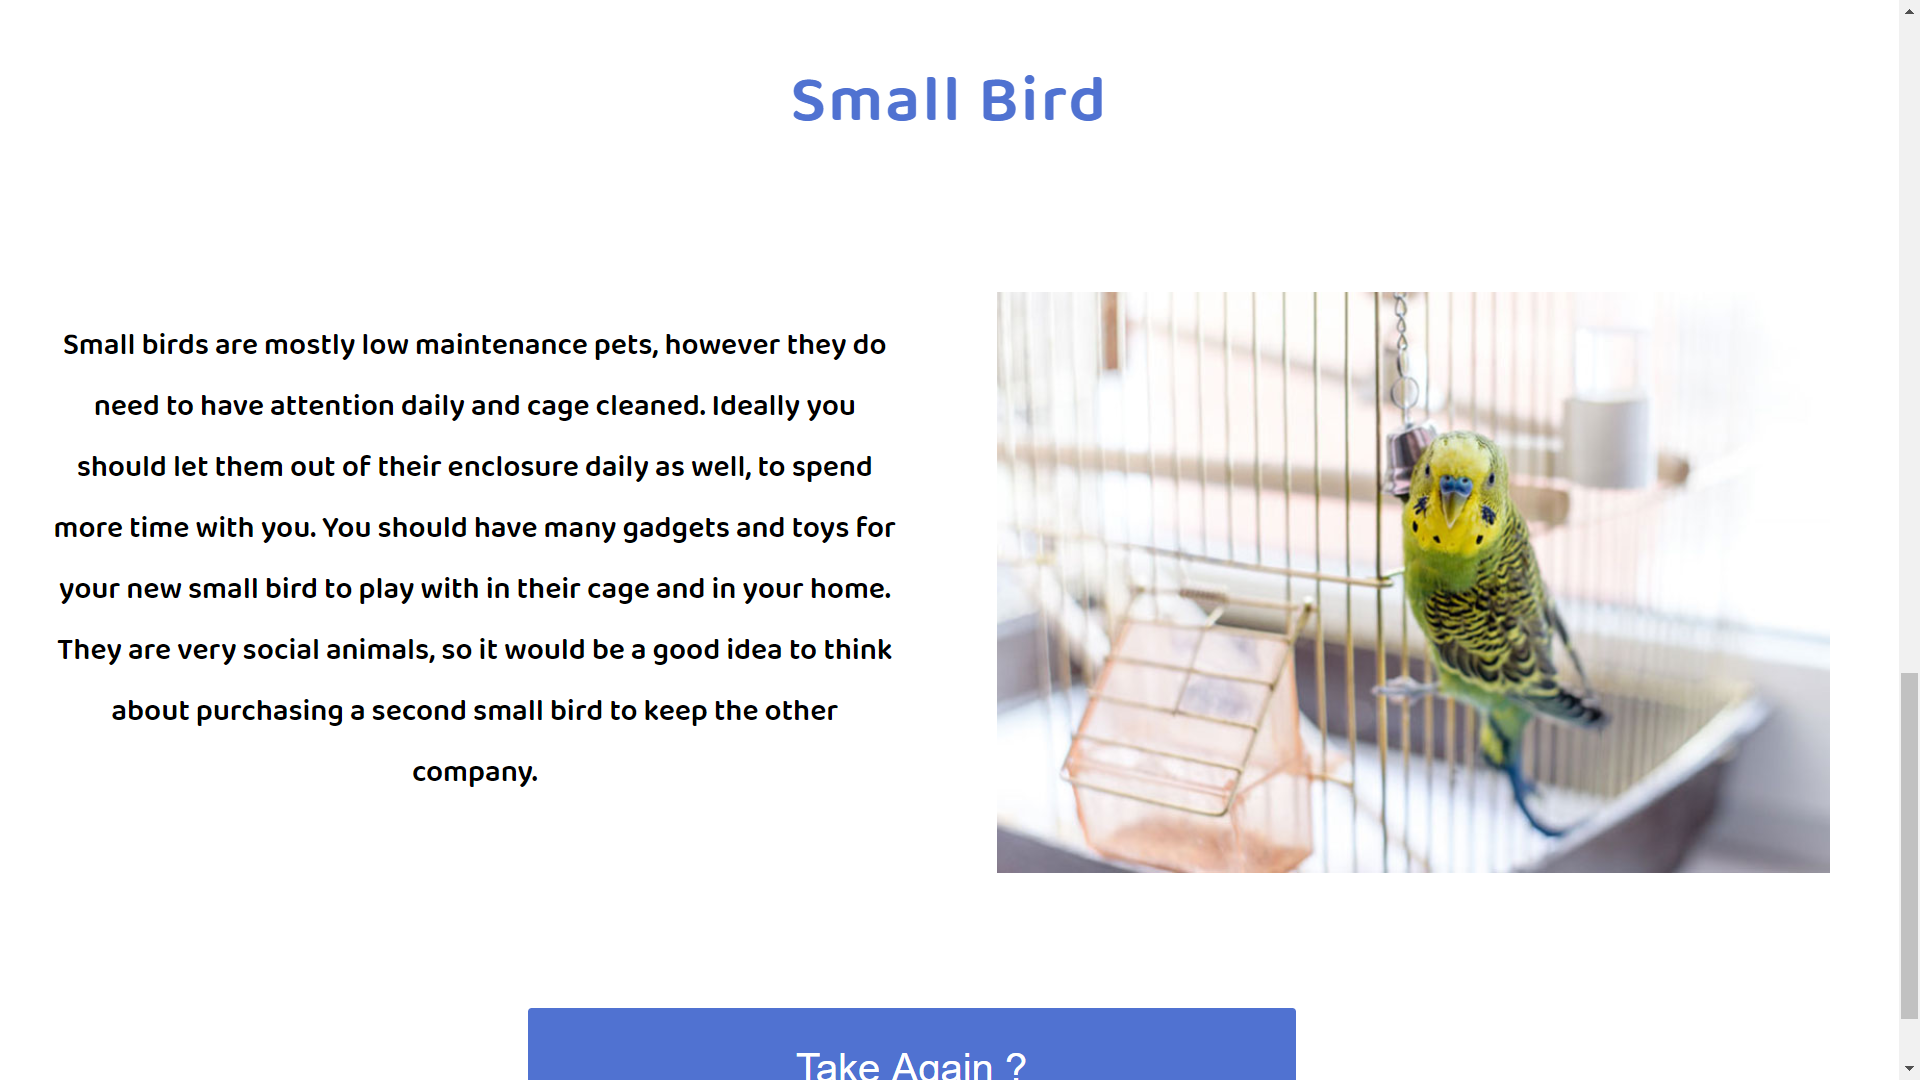 Small Bird
Small birds are mostly low maintenance pets, however they do
need to have attention daily and cage cleaned. Ideally you
should let them out of their enclosure daily as well, to spend
more time with you. You should have many gadgets and toys for
your new small bird to play with in their cage and in your home.
They are very social animals, so it would be a good idea to think
about purchasing a second small bird to keep the other
company.
Take Again ?